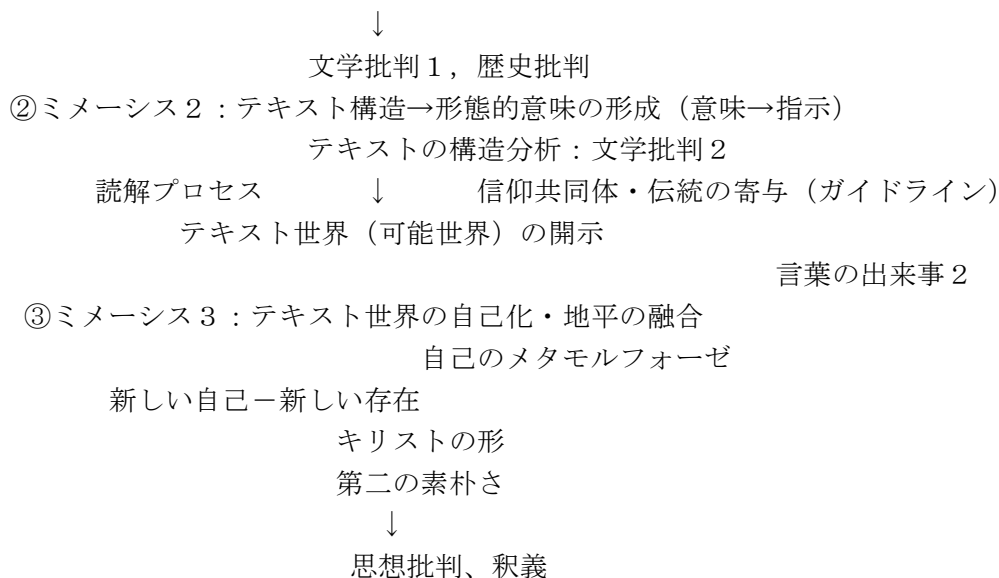 ↓
文学批判１，歴史批判
②ミメーシス２：テキスト構造→形態的意味の形成（意味→指示）
テキストの構造分析：文学批判２
読解プロセス ↓ 信仰共同体・伝統の寄与（ガイドライン）
テキスト世界（可能世界）の開示
言葉の出来事２
③ミメーシス３：テキスト世界の自己化・地平の融合
自己のメタモルフォーゼ
新しい自己－新しい存在
キリストの形
第二の素朴さ
↓
思想批判、釈義